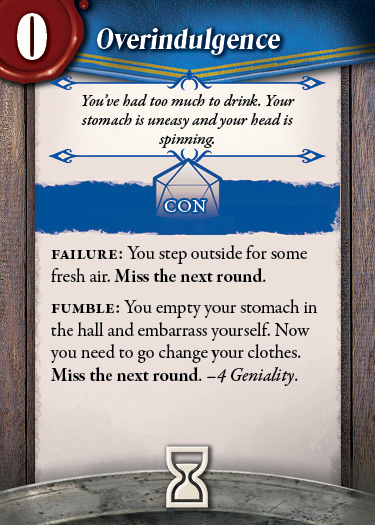 0
Overindulgence
You've had too much to drink. Your
stomach is uneasy and your head is
spinning.
CON
FAILURE: You step outside for some
fresh air. Miss the next round.
FUMBLE: You empty your stomach in
the hall and embarrass yourself. Now
you need to go change your clothes.
Miss the next round. –4 Geniality.